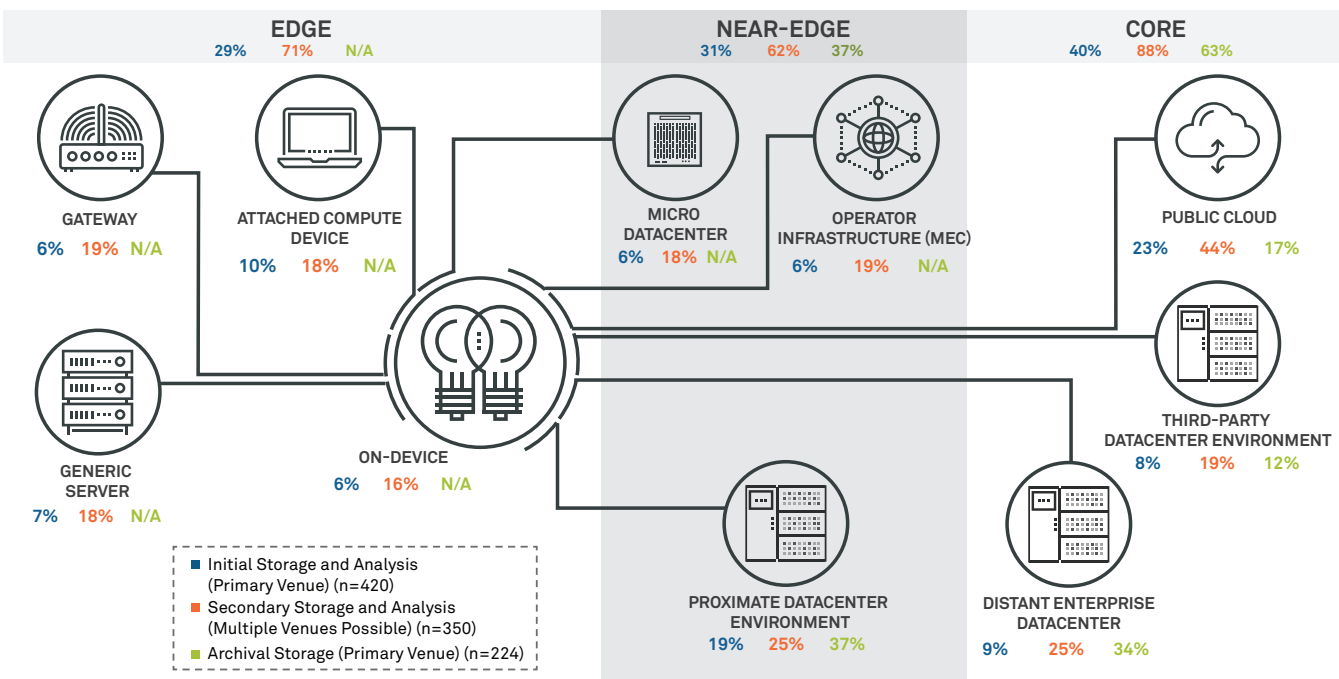 EDGE
29% 71% N/A
NEAR-EDGE
31% 62% 37%
CORE
40% 88% 63%
GATEWAY
6% 19% N/A
ATTACHED COMPUTE
DEVICE
10% 18% N/A
MICRO
DATACENTER
6% 18% N/A
OPERATOR
INFRASTRUCTURE (MEC)
6% 19% N/A
PUBLIC CLOUD
23% 44% 17%
GENERIC
SERVER
7% 18% N/A
ON-DEVICE
6% 16% N/A
THIRD-PARTY
DATACENTER ENVIRONMENT
8% 19% 12%
PROXIMATE DATACENTER
ENVIRONMENT
19% 25% 37%
DISTANT ENTERPRISE
DATACENTER
9% 25% 34%
Initial Storage and Analysis
(Primary Venue) (n=420)
Secondary Storage and Analysis
(Multiple Venues Possible) (n=350)
Archival Storage (Primary Venue) (n=224)